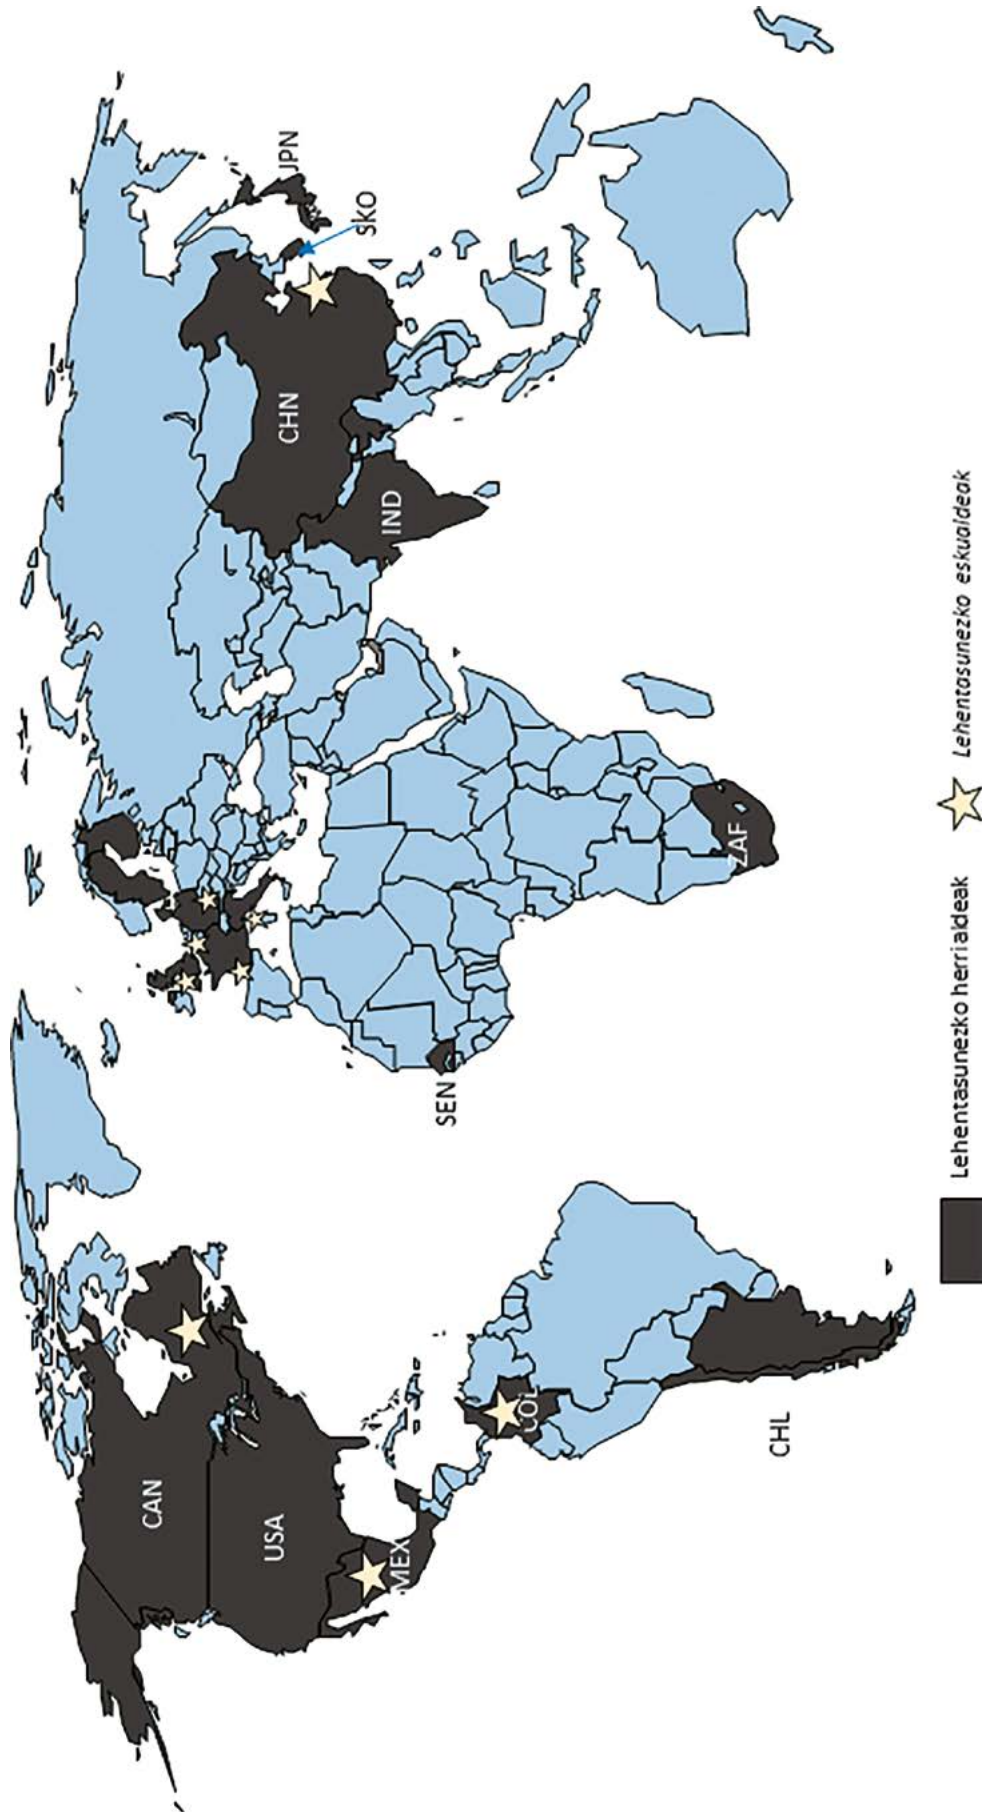 CAN
USA
MEX
COL
CHL
SEN
ZAF
IND
CHN
JPN
SKO
Lehentasunezko herrialdeak
Lehentasunezko eskualdeak